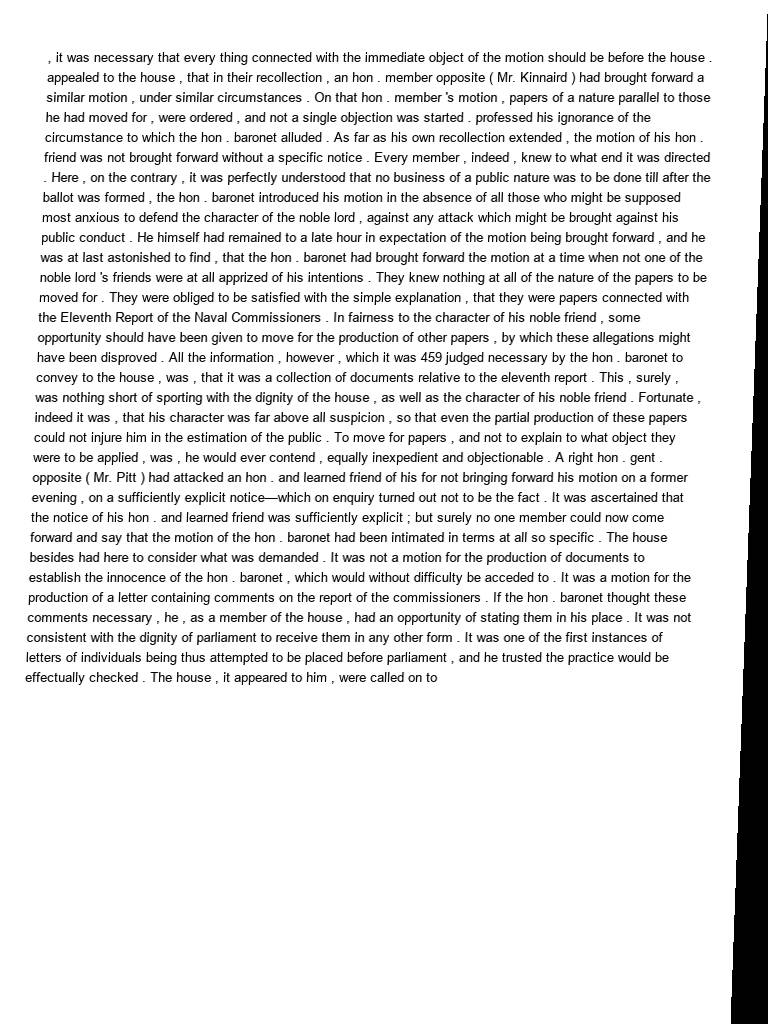 , it was necessary that every thing connected with the immediate object of the motion should be before the house .
appealed to the house , that in their recollection , an hon . member opposite ( Mr. Kinnaird ) had brought forward a
similar motion , under similar circumstances . On that hon . member 's motion , papers of a nature parallel to those
he had moved for , were ordered , and not a single objection was started . professed his ignorance of the
circumstance to which the hon . baronet alluded . As far as his own recollection extended , the motion of his hon .
friend was not brought forward without a specific notice . Every member , indeed , knew to what end it was directed
. Here , on the contrary , it was perfectly understood that no business of a public nature was to be done till after the
ballot was formed , the hon . baronet introduced his motion in the absence of all those who might be supposed
most anxious to defend the character of the noble lord , against any attack which might be brought against his
public conduct . He himself had remained to a late hour in expectation of the motion being brought forward , and he
was at last astonished to find , that the hon . baronet had brought forward the motion at a time when not one of the
noble lord 's friends were at all apprized of his intentions . They knew nothing at all of the nature of the papers to be
moved for . They were obliged to be satisfied with the simple explanation , that they were papers connected with
the Eleventh Report of the Naval Commissioners . In fairness to the character of his noble friend , some
opportunity should have been given to move for the production of other papers , by which these allegations might
have been disproved . All the information , however , which it was 459 judged necessary by the hon . baronet to
convey to the house , was , that it was a collection of documents relative to the eleventh report . This , surely ,
was nothing short of sporting with the dignity of the house , as well as the character of his noble friend . Fortunate ,
indeed it was , that his character was far above all suspicion , so that even the partial production of these papers
could not injure him in the estimation of the public . To move for papers , and not to explain to what object they
were to be applied , was , he would ever contend , equally inexpedient and objectionable . A right hon . gent .
opposite ( Mr. Pitt ) had attacked an hon . and learned friend of his for not bringing forward his motion on a former
evening , on a sufficiently explicit notice—which on enquiry turned out not to be the fact . It was ascertained that
the notice of his hon . and learned friend was sufficiently explicit ; but surely no one member could now come
forward and say that the motion of the hon . baronet had been intimated in terms at all so specific . The house
besides had here to consider what was demanded . It was not a motion for the production of documents to
establish the innocence of the hon . baronet , which would without difficulty be acceded to . It was a motion for the
production of a letter containing comments on the report of the commissioners . If the hon . baronet thought these
comments necessary , he , as a member of the house , had an opportunity of stating them in his place . It was not
consistent with the dignity of parliament to receive them in any other form . It was one of the first instances of
letters of individuals being thus attempted to be placed before parliament , and he trusted the practice would be
effectually checked . The house , it appeared to him , were called on to